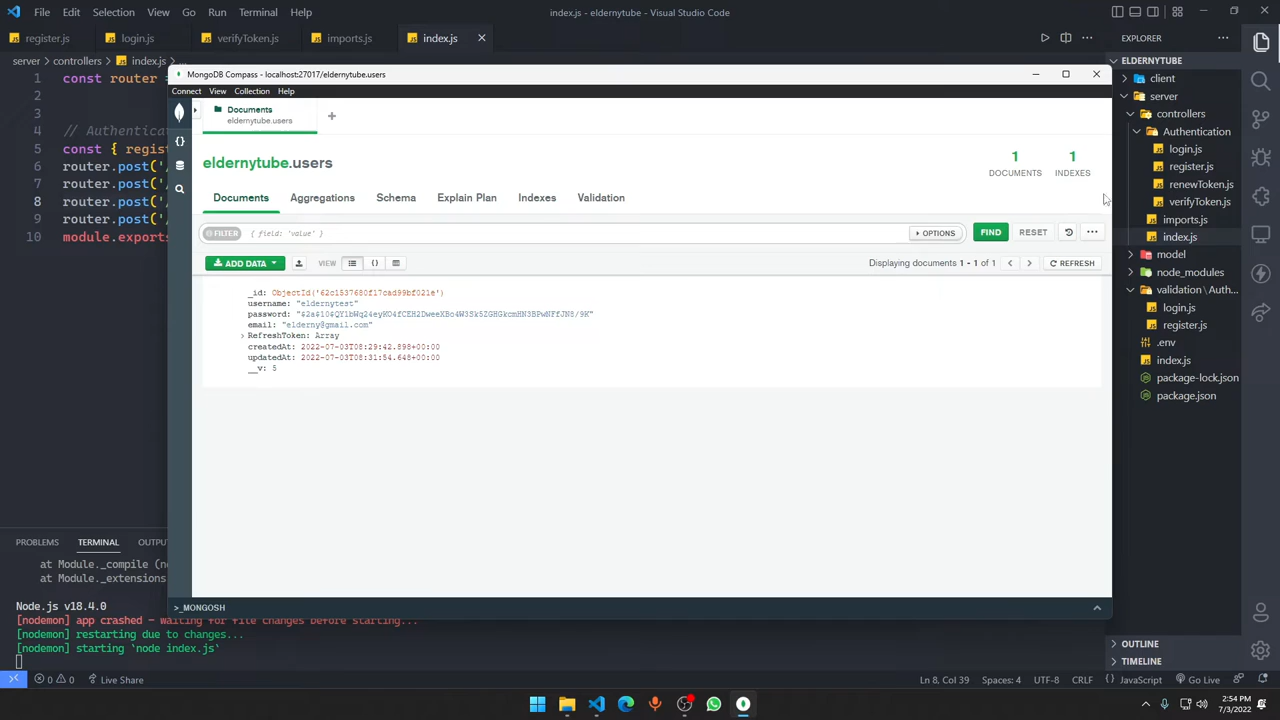 File Edit Selection View Go Run Terminal Help
index.js - eldernytube - Visual Studio Code
register.js login.js verifyToken.js imports.js index.js
server > controllers > index.js >
1 const router =
2
3
4 // Authenticat
5 const { regist
6 router.post('/
7 router.post('/
8 router.post('/
9 router.post('/
10 module.exports
MongoDB Compass - localhost:27017/eldernytube.users
Connect View Collection Help
Documents
eldernytube.users
eldernytube.users
1 DOCUMENTS
1 INDEXES
Documents Aggregations Schema Explain Plan Indexes Validation
FILTER { field: 'value' } OPTIONS FIND RESET
ADD DATA VIEW Displaying documents 1 - 1 of 1 REFRESH
_id: ObjectId('62c1537680f17cad99bf021e')
username: "eldernytest"
email: "elderny@gmail.com"
RefreshToken: Array
createdAt: 2022-07-03T08:29:42.898+00:00
updatedAt: 2022-07-03T08:31:54.648+00:00
__v: 5
>_MONGOSH
EXPLORER
ELDERNYTUBE
client
server
controllers
Authentication
login.js
register.js
renewToken.js
verifyToken.js
imports.js
index.js
model
node_modules
validation\Auth...
login.js
register.js
.env
index.js
package-lock.json
package.json
OUTLINE
TIMELINE
PROBLEMS TERMINAL OUTPU
at Module._compile (no
at Module._extensions
Node.js v18.4.0
[nodemon] app crashed - waiting for file changes before starting...
[nodemon] restarting due to changes...
[nodemon] starting `node index.js`
0 0 Live Share
Ln 8, Col 39 Spaces: 4 UTF-8 CRLF {} JavaScript Go Live
2:54 PM
7/3/2022